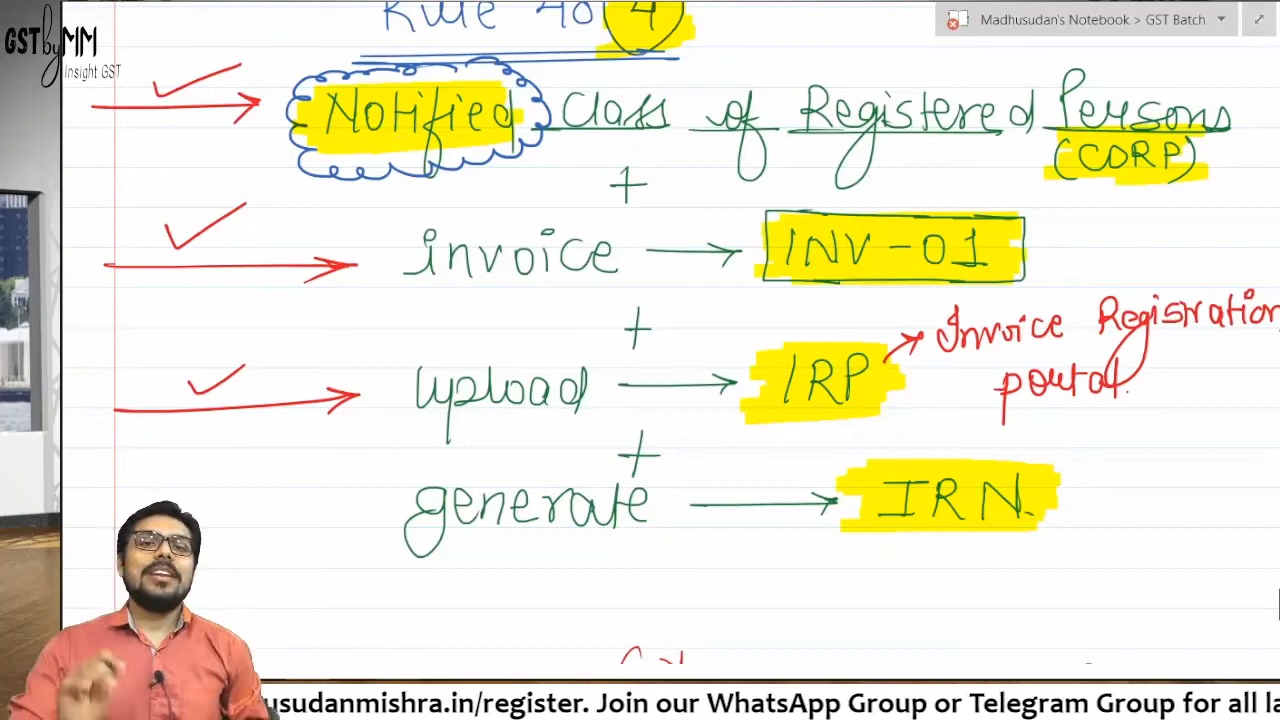 Rule 48 (4
GST by MM
Insight GST
Madhusudan's Notebook > GST Batch
Notified Class of Registered Persons
(CORP)
+
invoice → INV-01
+
Invoice Registration
upload → IRP
portal.
+
generate → IRN.
usudanmishra.in/register. Join our WhatsApp Group or Telegram Group for all la